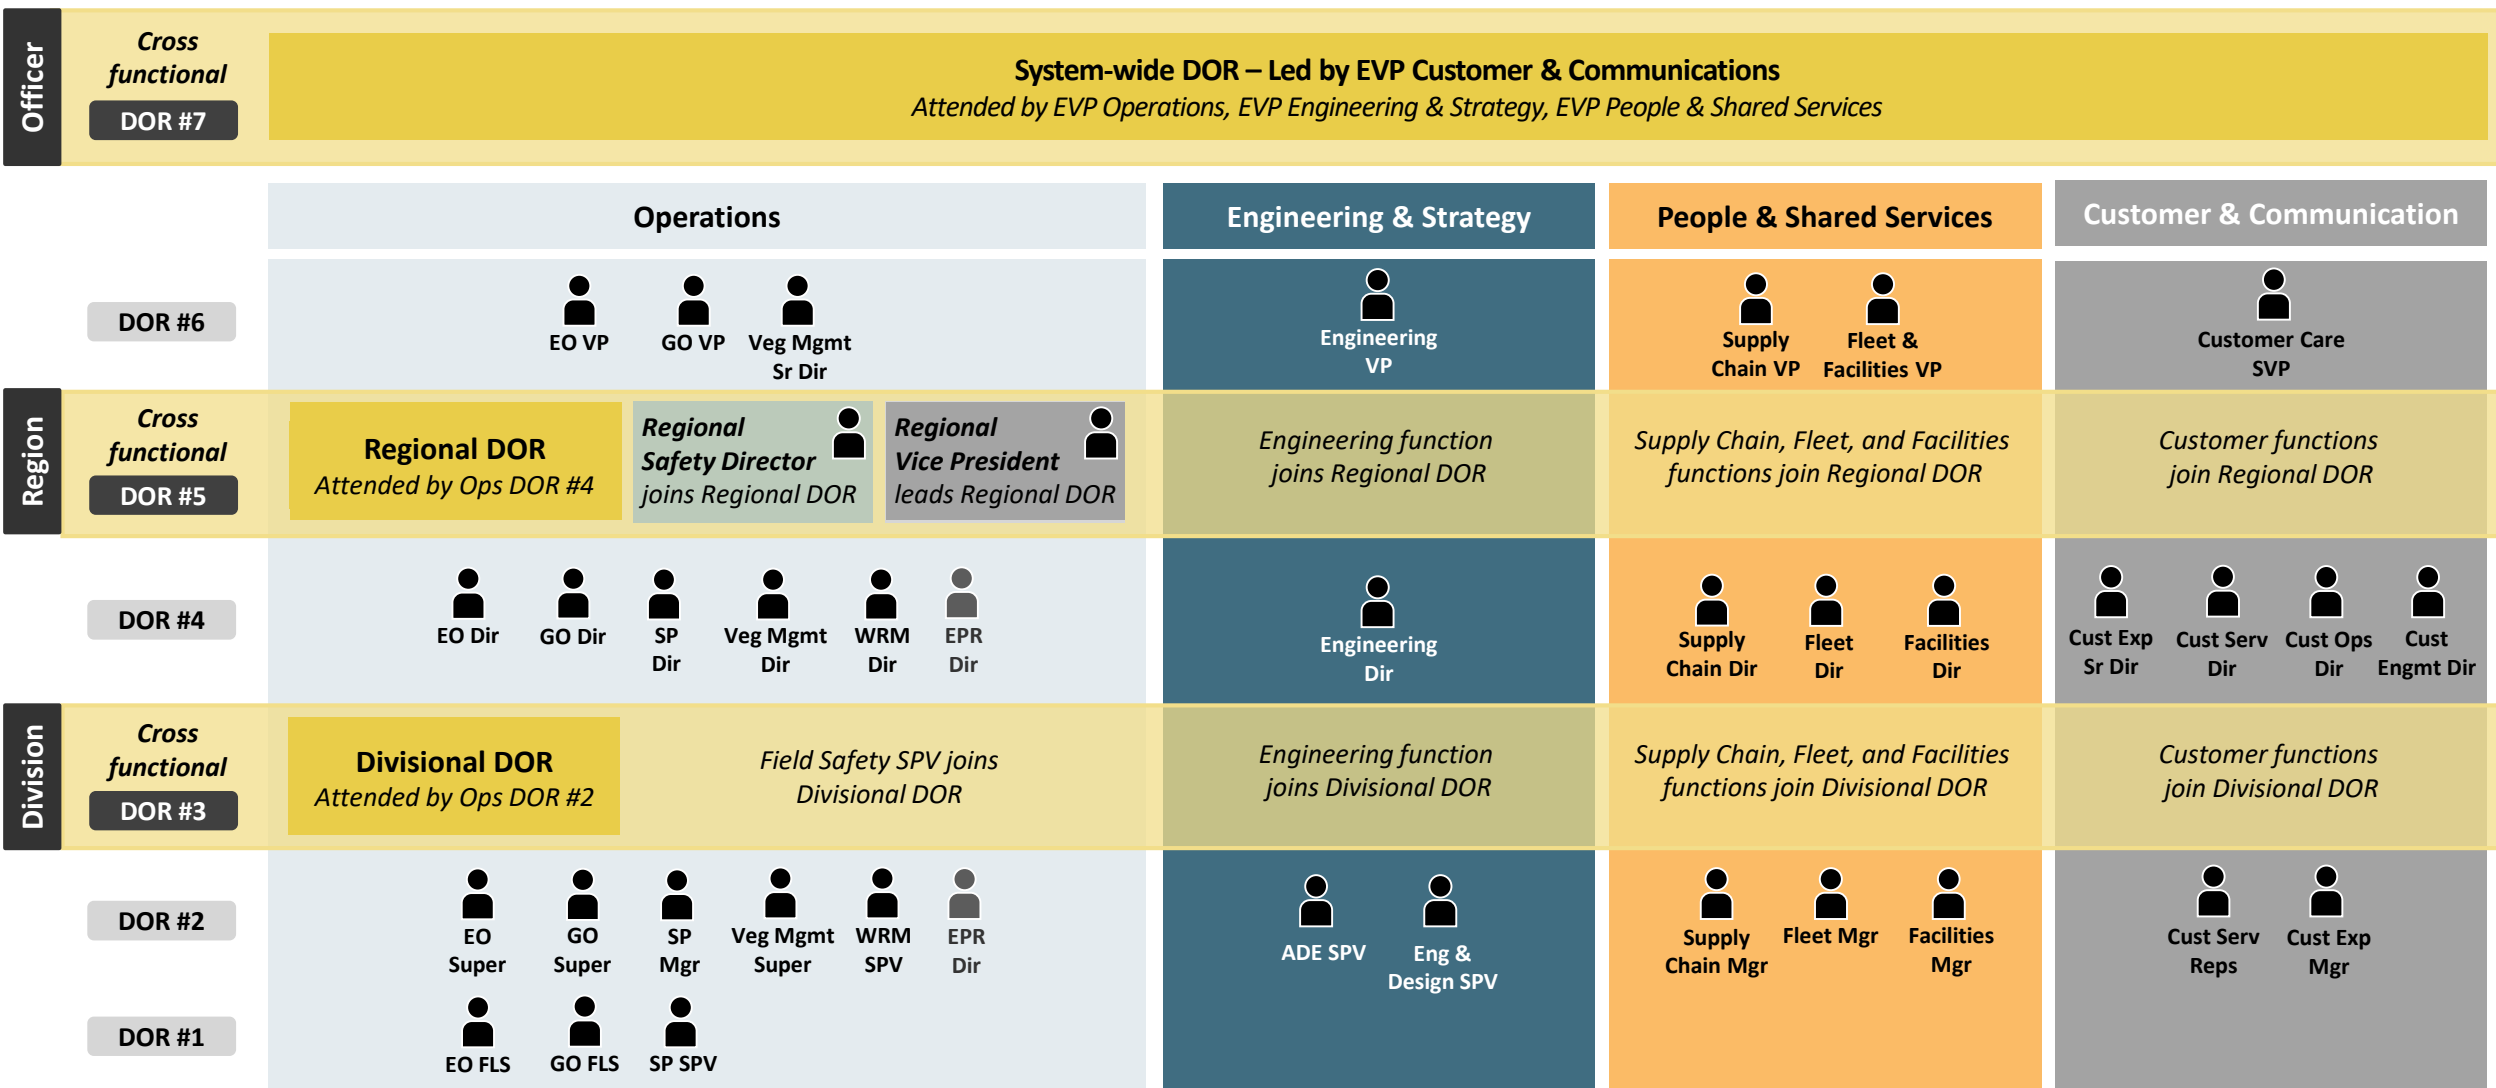 Officer
Cross
functional
DOR #7
System-wide DOR – Led by EVP Customer & Communications
Attended by EVP Operations, EVP Engineering & Strategy, EVP People & Shared Services
Operations
Engineering & Strategy
People & Shared Services
Customer & Communication
DOR #6
EO VP
GO VP
Veg Mgmt
Sr Dir
Engineering
VP
Supply
Chain VP
Fleet &
Facilities VP
Customer Care
SVP
Region
Cross
functional
DOR #5
Regional DOR
Attended by Ops DOR #4
Regional
Safety Director
joins Regional DOR
Regional
Vice President
leads Regional DOR
Engineering function
joins Regional DOR
Supply Chain, Fleet, and Facilities
functions join Regional DOR
Customer functions
join Regional DOR
DOR #4
EO Dir
GO Dir
SP
Dir
Veg Mgmt
Dir
WRM
Dir
EPR
Dir
Engineering
Dir
Supply
Chain Dir
Fleet
Dir
Facilities
Dir
Cust Exp
Sr Dir
Cust Serv
Dir
Cust Ops
Dir
Cust
Engmt Dir
Division
Cross
functional
DOR #3
Divisional DOR
Attended by Ops DOR #2
Field Safety SPV joins
Divisional DOR
Engineering function
joins Divisional DOR
Supply Chain, Fleet, and Facilities
functions join Divisional DOR
Customer functions
join Divisional DOR
DOR #2
EO
Super
GO
Super
SP
Mgr
Veg Mgmt
Super
WRM
SPV
EPR
Dir
ADE SPV
Eng &
Design SPV
Supply
Chain Mgr
Fleet Mgr
Facilities
Mgr
Cust Serv
Reps
Cust Exp
Mgr
DOR #1
EO FLS
GO FLS
SP SPV